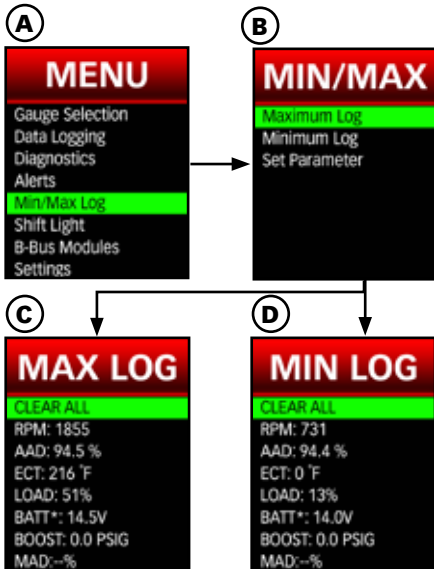 A
MENU
Gauge Selection
Data Logging
Diagnostics
Alerts
Min/Max Log
Shift Light
B-Bus Modules
Settings
B
MIN/MAX
Maximum Log
Minimum Log
Set Parameter
C
MAX LOG
CLEAR ALL
RPM: 1855
AAD: 94.5 %
ECT: 216 °F
LOAD: 51%
BATT*: 14.5V
BOOST: 0.0 PSIG
MAD:--%
D
MIN LOG
CLEAR ALL
RPM: 731
AAD: 94.4 %
ECT: 0 °F
LOAD: 13%
BATT*: 14.0V
BOOST: 0.0 PSIG
MAD:--%